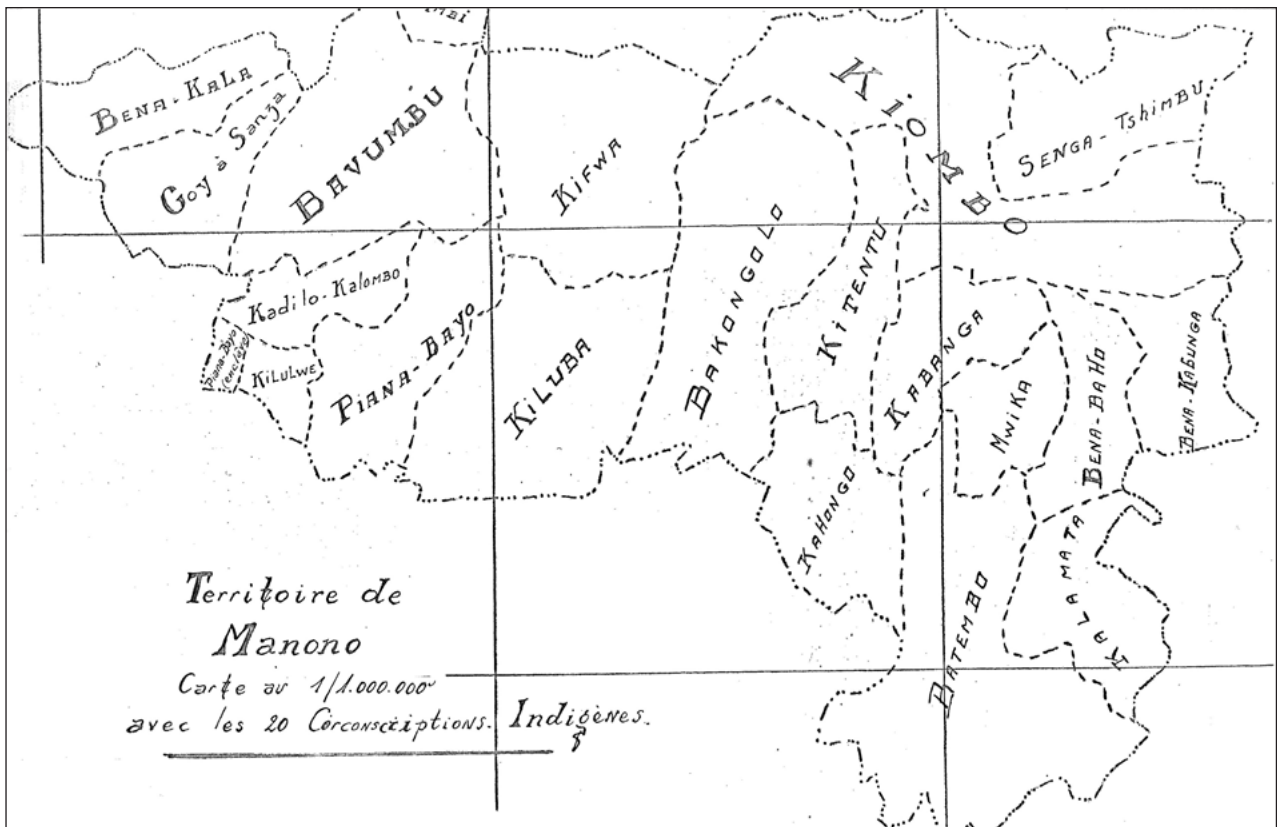 BENA-KALA
Goy à Sanza
BAVUMBU
KIFWA
KIOMBO
SENGA-TshiMBU
BAKONGOLO
KITENTU
Kadilo-Kalombo
Piana-Bayo
(enclave)
KiLULWE
PIANA-BAYO
KILUBA
KABANGA
MWIKA
BENA-BAHO
BENA-KABUNGA
KAHONGO
BATEMBO
KALAMATA
Territoire de
Manono
Carte au 1/1.000.000
avec les 20 Circonscriptions. Indigènes.